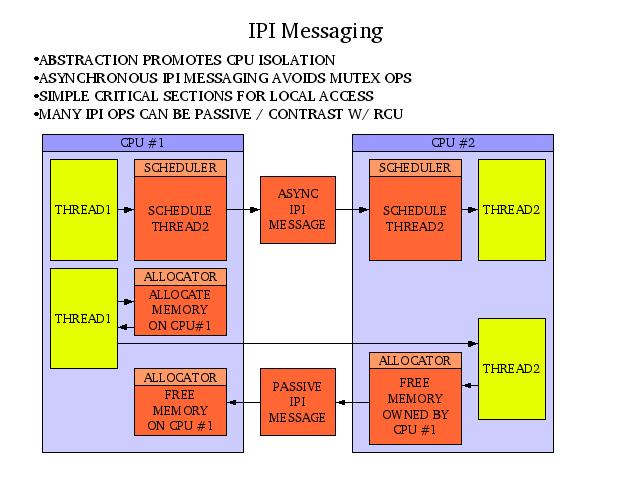 IPI Messaging
•ABSTRACTION PROMOTES CPU ISOLATION
•ASYNCHRONOUS IPI MESSAGING AVOIDS MUTEX OPS
•SIMPLE CRITICAL SECTIONS FOR LOCAL ACCESS
•MANY IPI OPS CAN BE PASSIVE / CONTRAST W/ RCU
CPU #1
THREAD1
SCHEDULER
SCHEDULE
THREAD2
ASYNC
IPI
MESSAGE
CPU #2
SCHEDULER
SCHEDULE
THREAD2
THREAD2
THREAD1
ALLOCATOR
ALLOCATE
MEMORY
ON CPU#1
THREAD2
ALLOCATOR
FREE
MEMORY
OWNED BY
CPU #1
PASSIVE
IPI
MESSAGE
ALLOCATOR
FREE
MEMORY
ON CPU #1